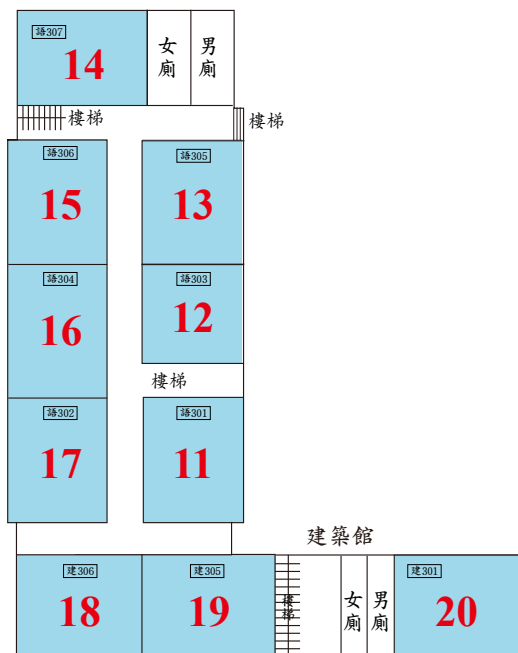 語307
14
女廁
男廁
樓梯
樓梯
語306
15
語305
13
語304
16
語303
12
樓梯
語302
17
語301
11
建築館
建306
18
建305
19
樓梯
女廁
男廁
建301
20